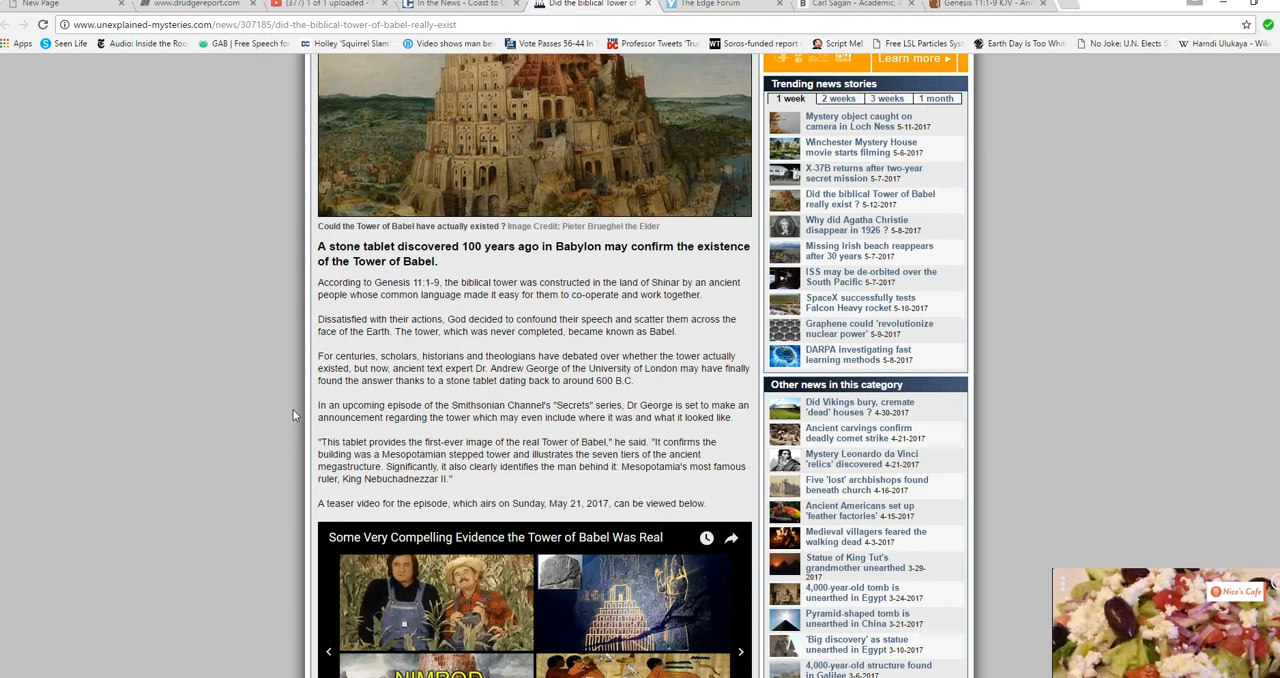 New Page
www.drudgereport.com
(377) 1 of 1 uploaded -
In the News - Coast to C
Did the biblical Tower of
The Edge Forum
Carl Sagan - Academic, A
Genesis 11:1-9 KJV - An
www.unexplained-mysteries.com/news/307185/did-the-biblical-tower-of-babel-really-exist
Apps
Seen Life
Audio: Inside the Roo
GAB | Free Speech fo
Holley 'Squirrel Slam'
Video shows man be
Vote Passes 56-44 In
Professor Tweets 'Tru
Soros-funded report
Script Me!
Free LSL Particles Sys
Earth Day Is Too Whit
No Joke: U.N. Elects S
Hamdi Ulukaya - Wik
Learn more
Trending news stories
1 week
2 weeks
3 weeks
1 month
Mystery object caught on
camera in Loch Ness 5-11-2017
Winchester Mystery House
movie starts filming 5-6-2017
X-37B returns after two-year
secret mission 5-7-2017
Did the biblical Tower of Babel
really exist ? 5-12-2017
Why did Agatha Christie
disappear in 1926 ? 5-8-2017
Missing Irish beach reappears
after 30 years 5-7-2017
ISS may be de-orbited over the
South Pacific 5-7-2017
SpaceX successfully tests
Falcon Heavy rocket 5-10-2017
Graphene could 'revolutionize
nuclear power' 5-9-2017
DARPA investigating fast
learning methods 5-8-2017
Could the Tower of Babel have actually existed ? Image Credit: Pieter Brueghel the Elder
A stone tablet discovered 100 years ago in Babylon may confirm the existence
of the Tower of Babel.
According to Genesis 11:1-9, the biblical tower was constructed in the land of Shinar by an ancient
people whose common language made it easy for them to co-operate and work together.
Dissatisfied with their actions, God decided to confound their speech and scatter them across the
face of the Earth. The tower, which was never completed, became known as Babel.
For centuries, scholars, historians and theologians have debated over whether the tower actually
existed, but now, ancient text expert Dr. Andrew George of the University of London may have finally
found the answer thanks to a stone tablet dating back to around 600 B.C.
In an upcoming episode of the Smithsonian Channel's "Secrets" series, Dr George is set to make an
announcement regarding the tower which may even include where it was and what it looked like.
"This tablet provides the first-ever image of the real Tower of Babel," he said. "It confirms the
building was a Mesopotamian stepped tower and illustrates the seven tiers of the ancient
megastructure. Significantly, it also clearly identifies the man behind it: Mesopotamia's most famous
ruler, King Nebuchadnezzar II."
A teaser video for the episode, which airs on Sunday, May 21, 2017, can be viewed below.
Some Very Compelling Evidence the Tower of Babel Was Real
NIMROD
Other news in this category
Did Vikings bury, cremate
'dead' houses ? 4-30-2017
Ancient carvings confirm
deadly comet strike 4-21-2017
Mystery Leonardo da Vinci
'relics' discovered 4-21-2017
Five 'lost' archbishops found
beneath church 4-16-2017
Ancient Americans set up
'feather factories' 4-15-2017
Medieval villagers feared the
walking dead 4-3-2017
Statue of King Tut's
grandmother unearthed 3-29-
2017
4,000-year-old tomb is
unearthed in Egypt 3-24-2017
Pyramid-shaped tomb is
unearthed in China 3-21-2017
'Big discovery' as statue
unearthed in Egypt 3-10-2017
4,000-year-old structure found
in Galilee 3-6-2017
Nico's Cafe